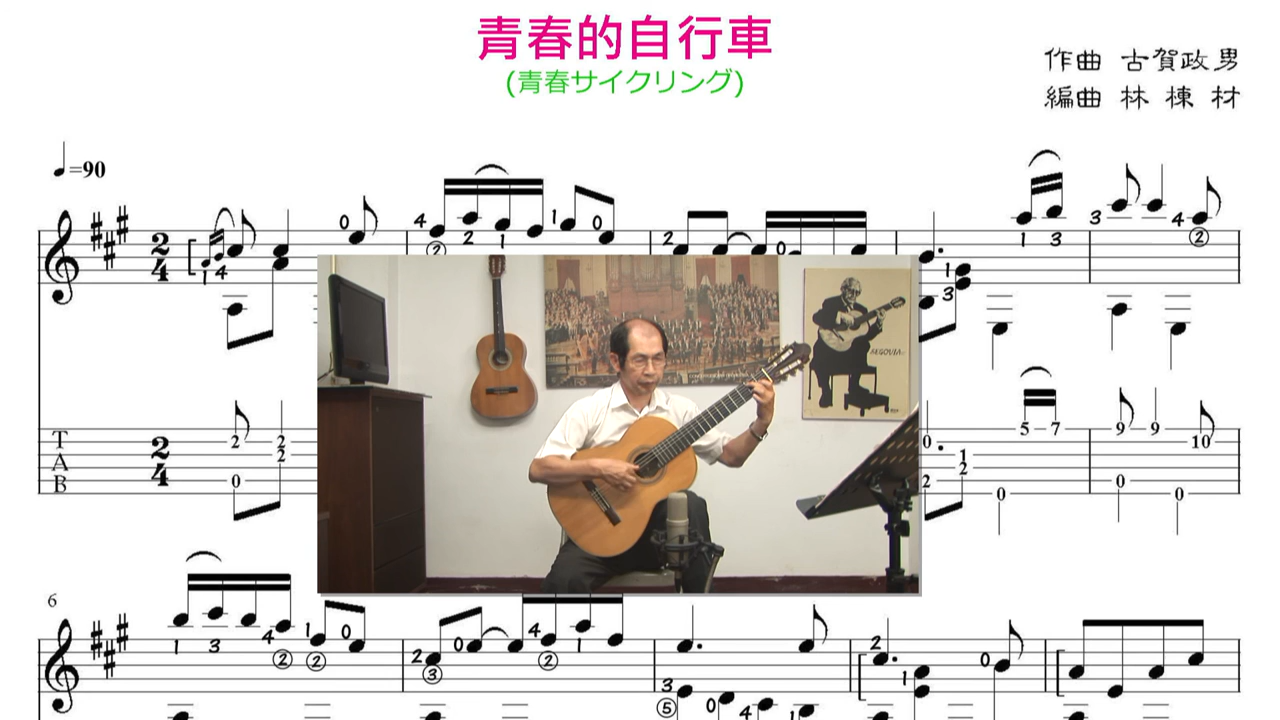 青春的自行車
(青春サイクリング)
作曲 古賀政男
編曲 林 棟 材
=90
SEGOVIA
T
A
B
6